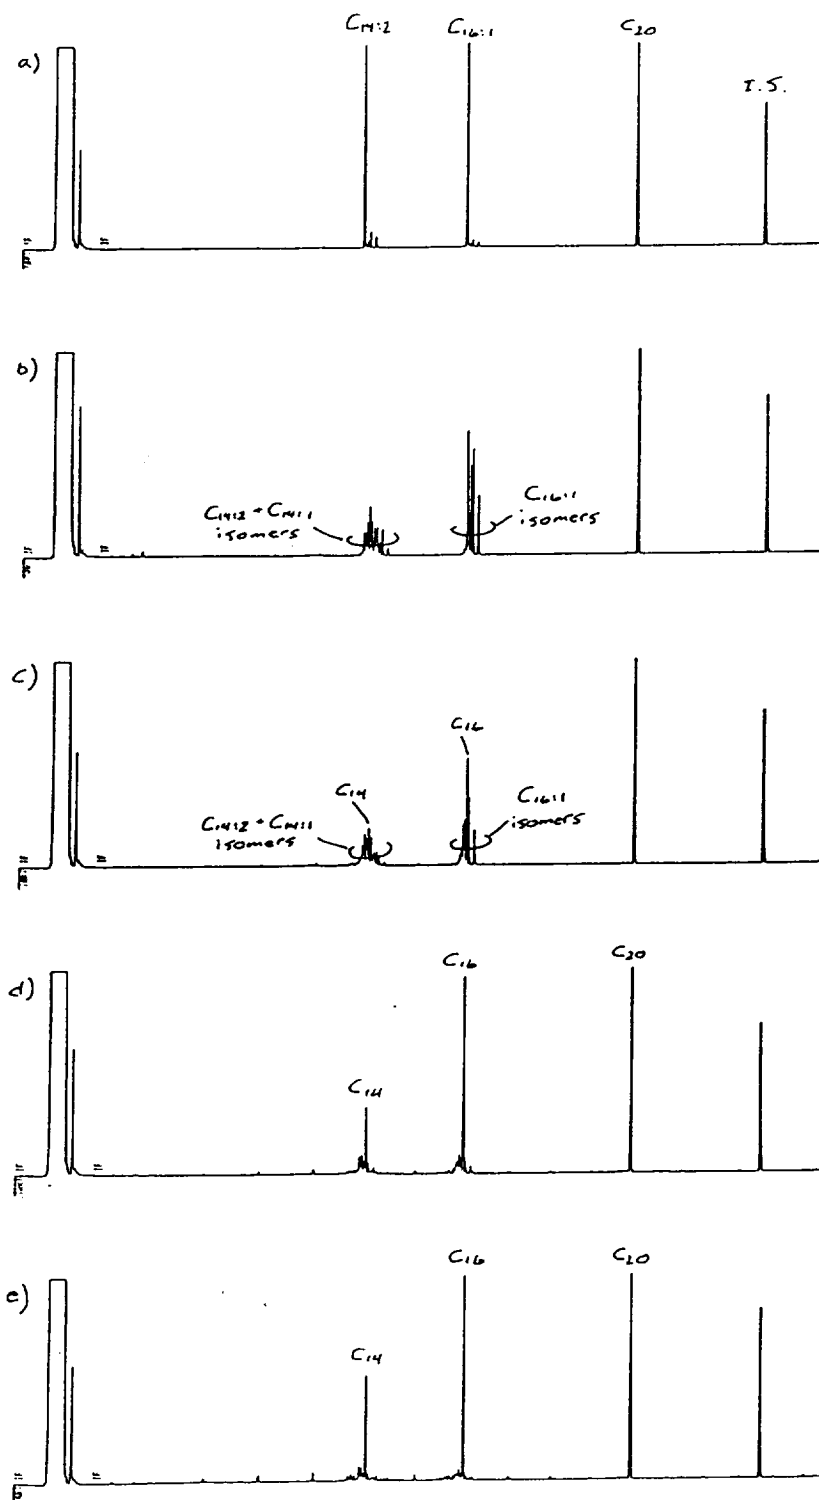 C14:2 C16:1 C20
I.S.
a)
b)
C14:2 + C14:1
isomers
C16:1
isomers
c)
C16
C14
C14:2 + C14:1
isomers
C16:1
isomers
d)
C16 C20
C14
e)
C16 C20
C14